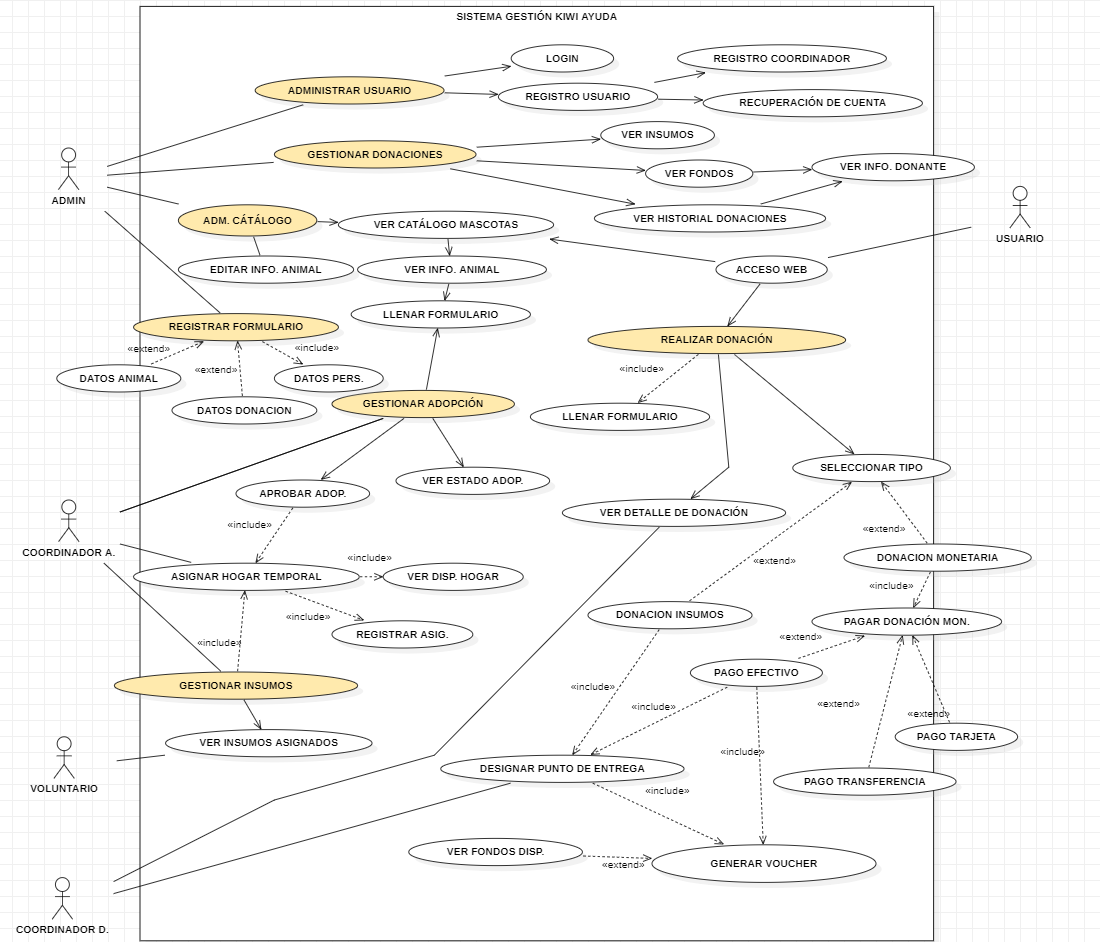 SISTEMA GESTIÓN KIWI AYUDA
LOGIN
REGISTRO COORDINADOR
ADMINISTRAR USUARIO
REGISTRO USUARIO
RECUPERACIÓN DE CUENTA
VER INSUMOS
GESTIONAR DONACIONES
VER FONDOS
VER INFO. DONANTE
ADMIN
ADM. CÁTÁLOGO
VER CATÁLOGO MASCOTAS
VER HISTORIAL DONACIONES
USUARIO
EDITAR INFO. ANIMAL
VER INFO. ANIMAL
ACCESO WEB
LLENAR FORMULARIO
REGISTRAR FORMULARIO
REALIZAR DONACIÓN
«extend»
«include»
«extend»
«include»
DATOS ANIMAL
DATOS PERS.
DATOS DONACION
GESTIONAR ADOPCIÓN
LLENAR FORMULARIO
SELECCIONAR TIPO
VER ESTADO ADOP.
APROBAR ADOP.
VER DETALLE DE DONACIÓN
«include»
«extend»
COORDINADOR A.
«include»
«extend»
DONACION MONETARIA
ASIGNAR HOGAR TEMPORAL
VER DISP. HOGAR
«include»
«include»
DONACION INSUMOS
PAGAR DONACIÓN MON.
REGISTRAR ASIG.
«include»
«extend»
PAGO EFECTIVO
GESTIONAR INSUMOS
«include»
«include»
«extend»
«extend»
VER INSUMOS ASIGNADOS
PAGO TARJETA
«include»
VOLUNTARIO
DESIGNAR PUNTO DE ENTREGA
PAGO TRANSFERENCIA
«include»
VER FONDOS DISP.
«extend»
GENERAR VOUCHER
COORDINADOR D.